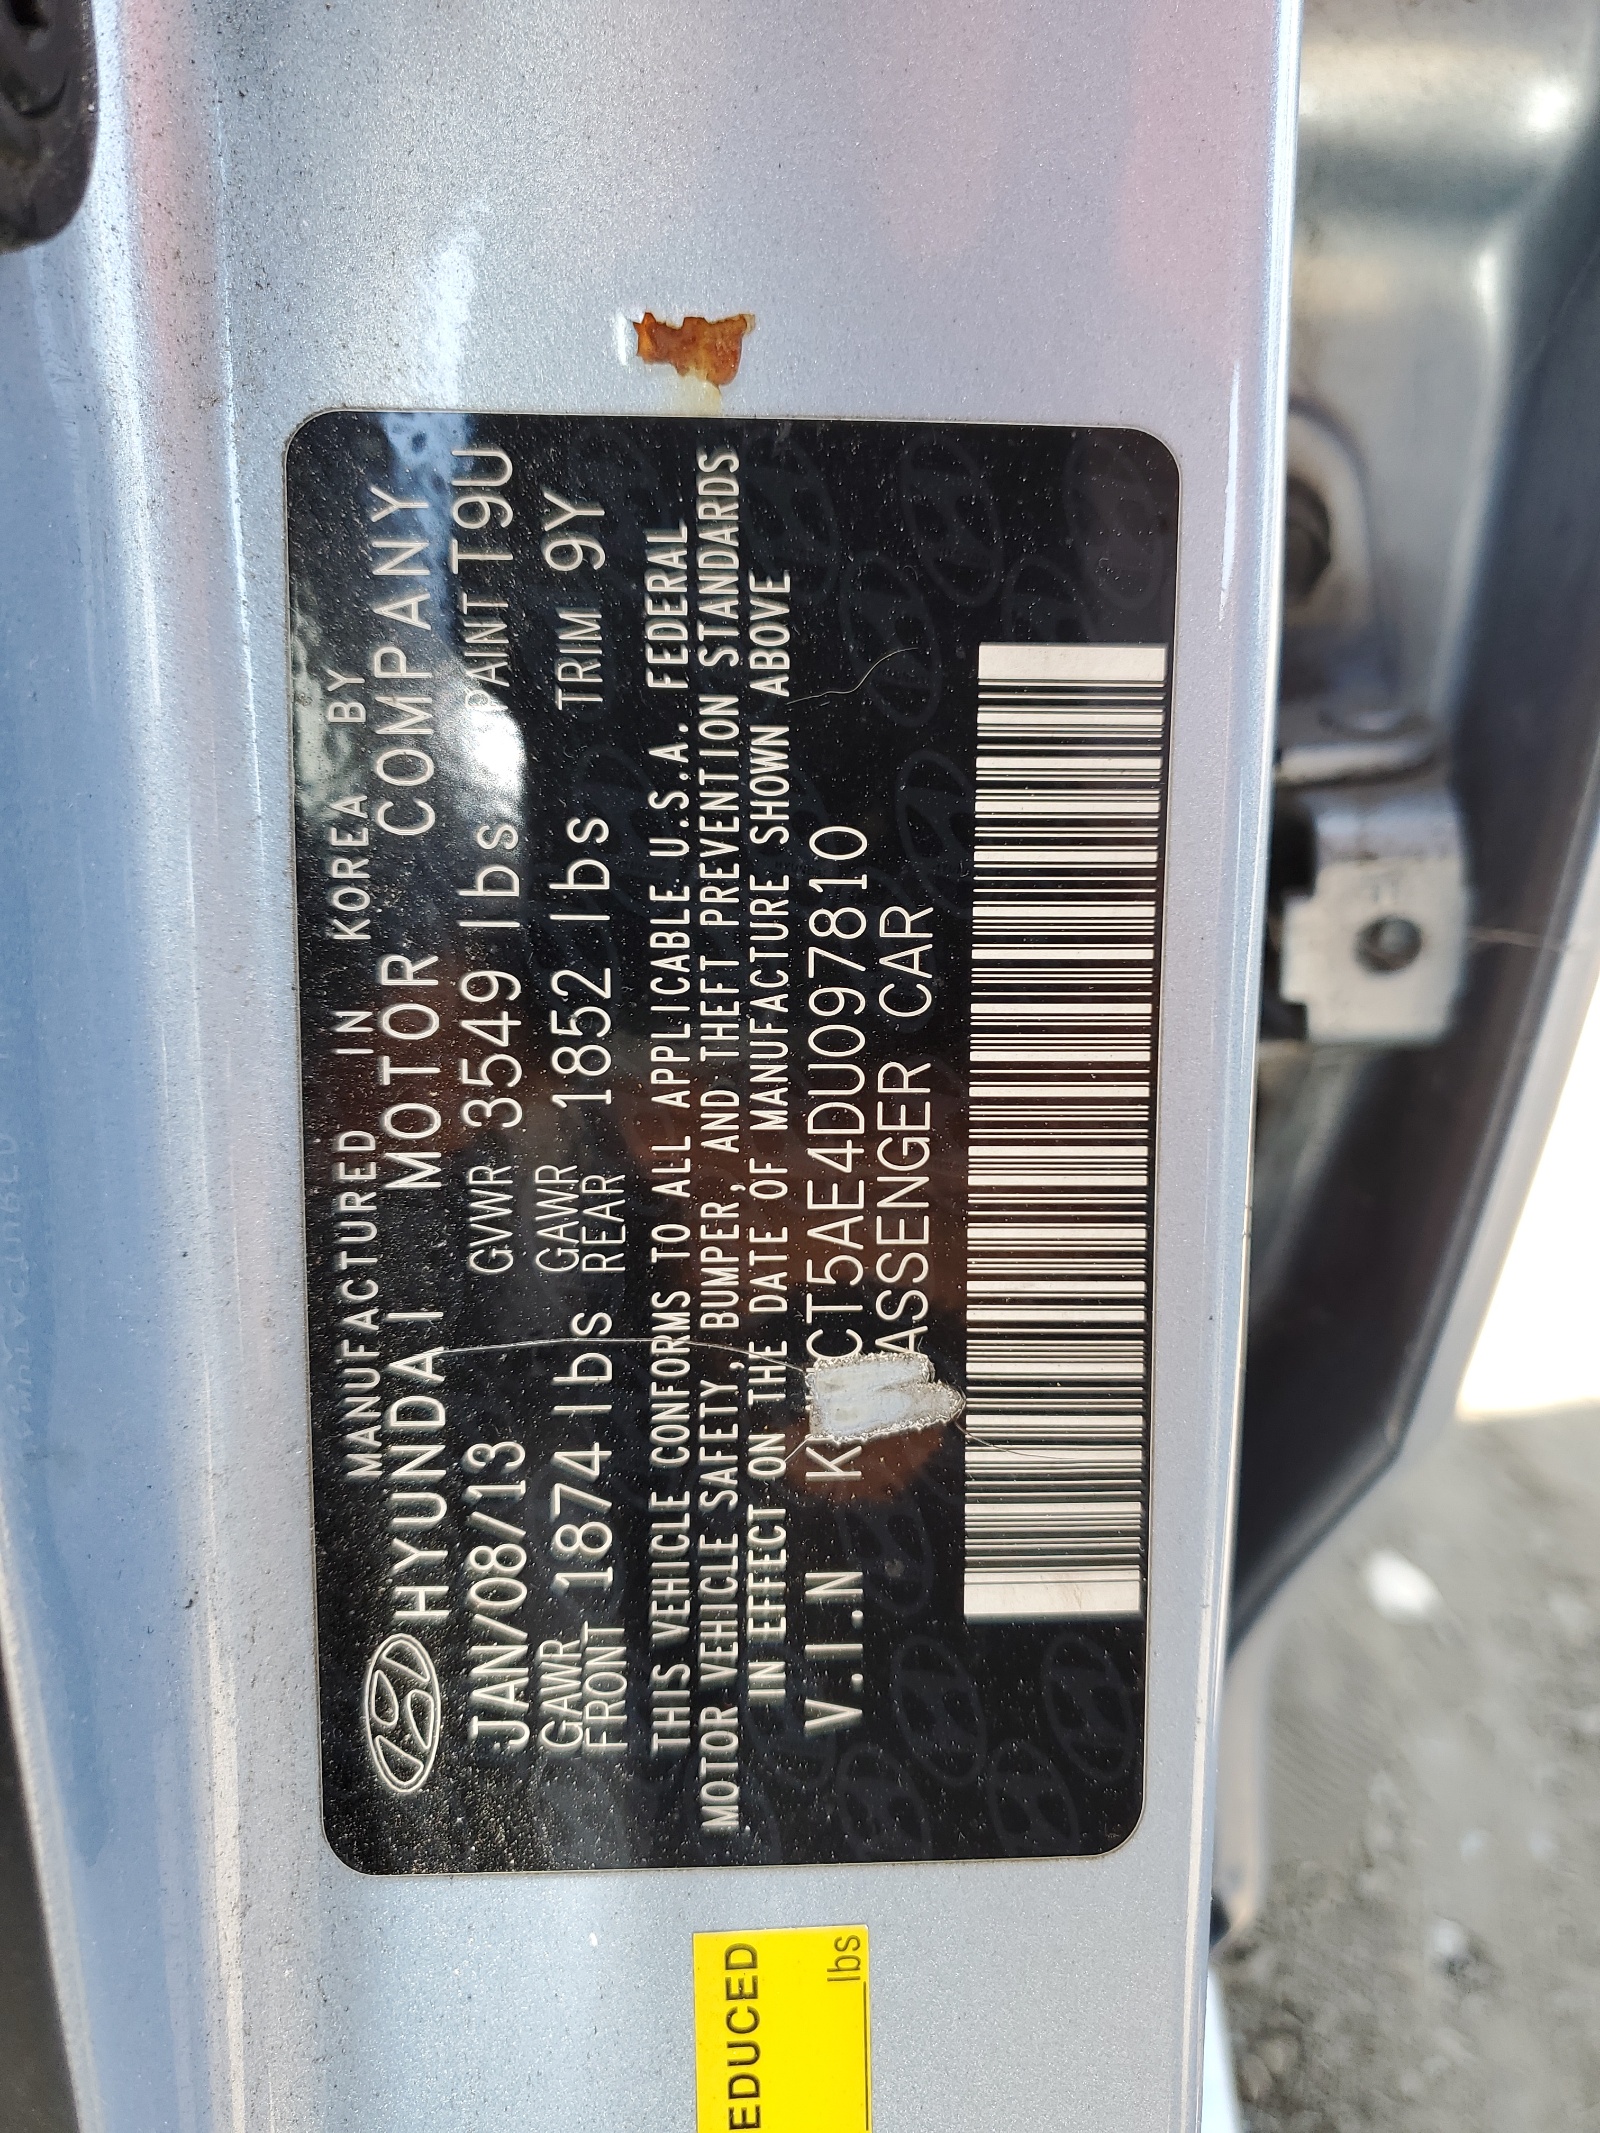 MANUFACTURED IN KOREA BY
HYUNDAI MOTOR COMPANY
JAN/08/13 GVWR 3549 lbs PAINT T9U
GAWR FRONT 1874 lbs GAWR REAR 1852 lbs TRIM 9Y
THIS VEHICLE CONFORMS TO ALL APPLICABLE U.S.A. FEDERAL
MOTOR VEHICLE SAFETY, BUMPER, AND THEFT PREVENTION STANDARDS
IN EFFECT ON THE DATE OF MANUFACTURE SHOWN ABOVE
V.I.N K CT5AE4DU097810
ASSENGER CAR
EDUCED
lbs